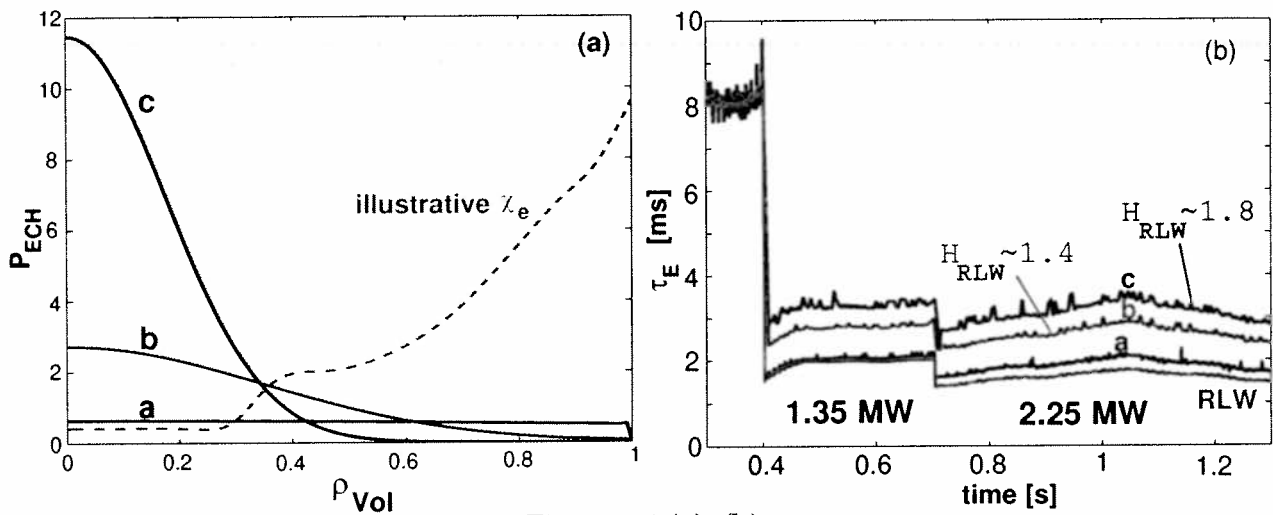 (a)
12
10
8
6
4
2
0
P_ECH
c
b
a
illustrative χ_e
0
0.2
0.4
0.6
0.8
1
ρ_Vol
(b)
10
8
6
4
2
0
τ_E [ms]
H_RLW~1.8
H_RLW~1.4
c
b
a
RLW
1.35 MW
2.25 MW
0.4
0.6
0.8
1
1.2
time [s]